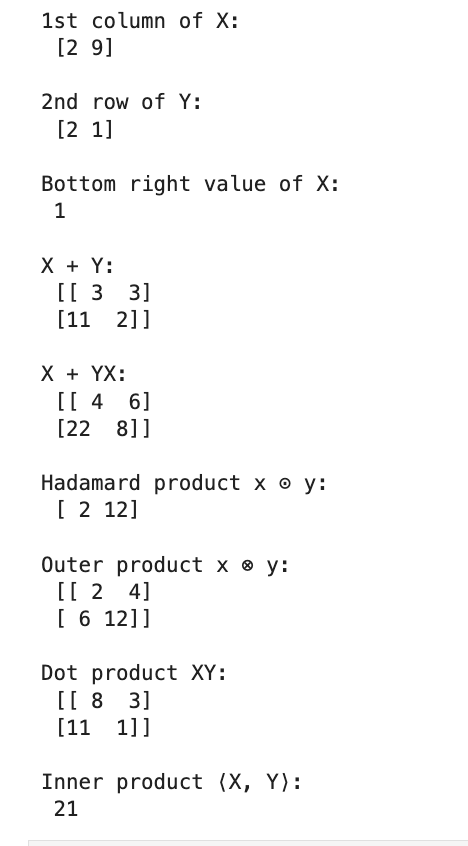 1st column of X:
[2 9]
2nd row of Y:
[2 1]
Bottom right value of X:
1
X + Y:
[[ 3  3]
[11  2]]
X + YX:
[[ 4  6]
[22  8]]
Hadamard product x ⊙ y:
[ 2 12]
Outer product x ⊗ y:
[[ 2  4]
[ 6 12]]
Dot product XY:
[[ 8  3]
[11  1]]
Inner product ⟨X, Y⟩:
21